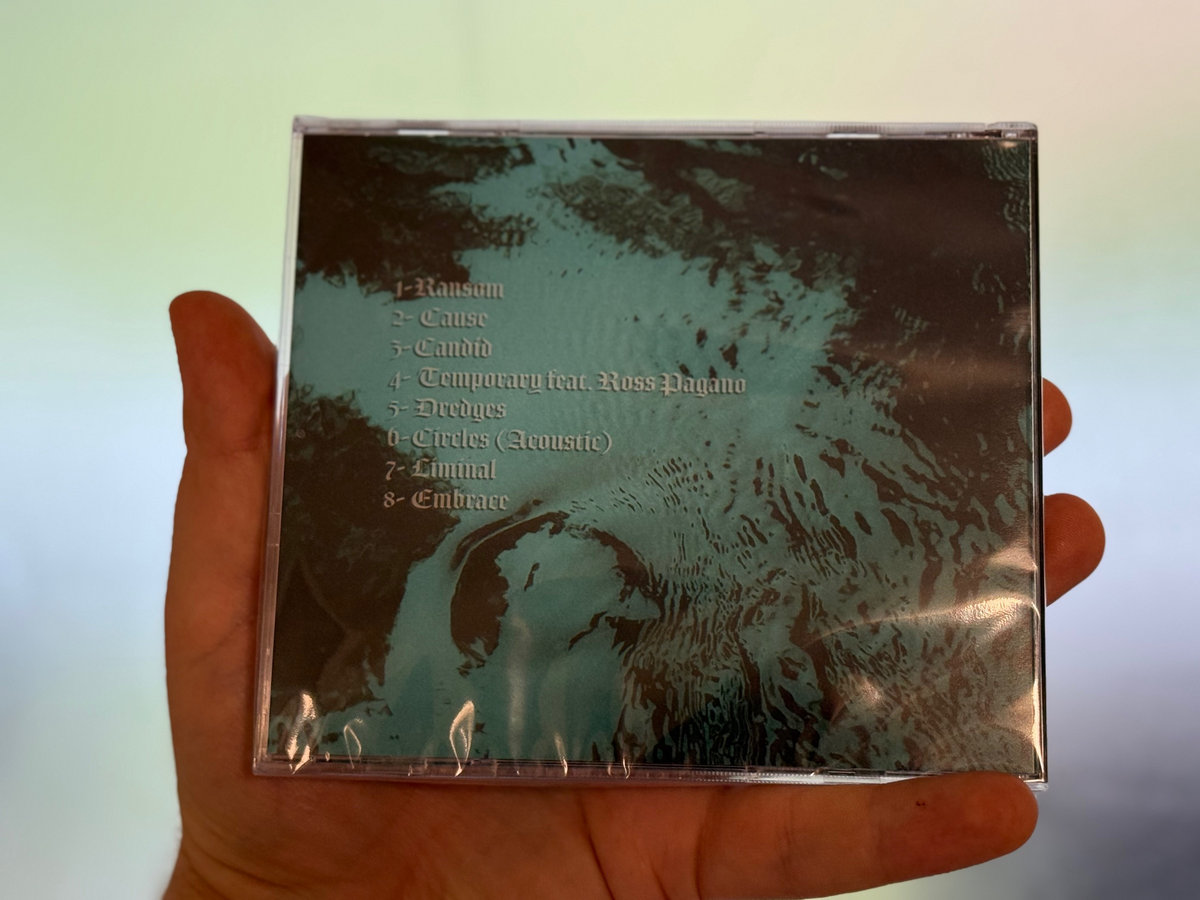 1-Ransom
2- Cause
3-Candid
4- Temporary feat. Ross Pagano
5- Dredges
6-Circles (Acoustic)
7- Liminal
8- Embrace